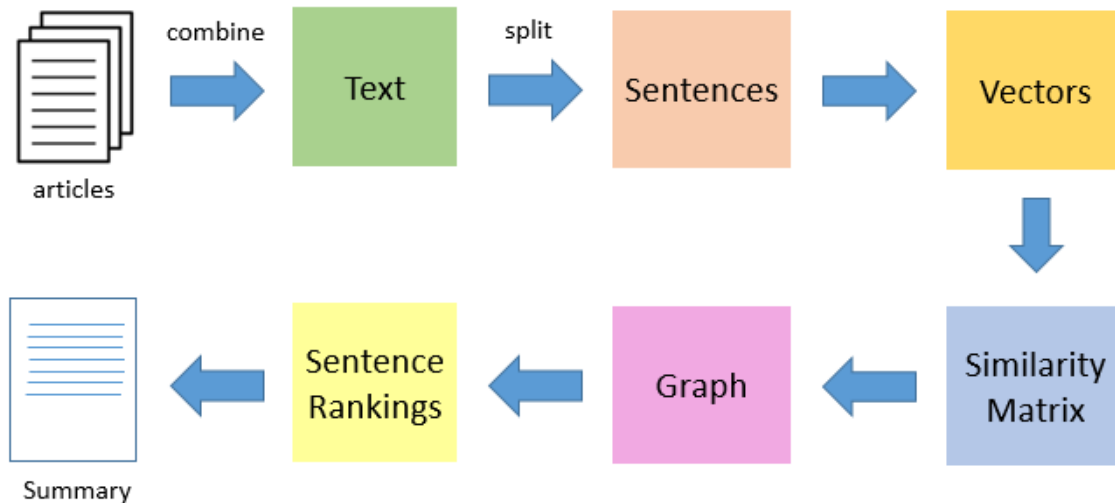 combine
split
Text
Sentences
Vectors
articles
Similarity
Matrix
Graph
Sentence
Rankings
Summary